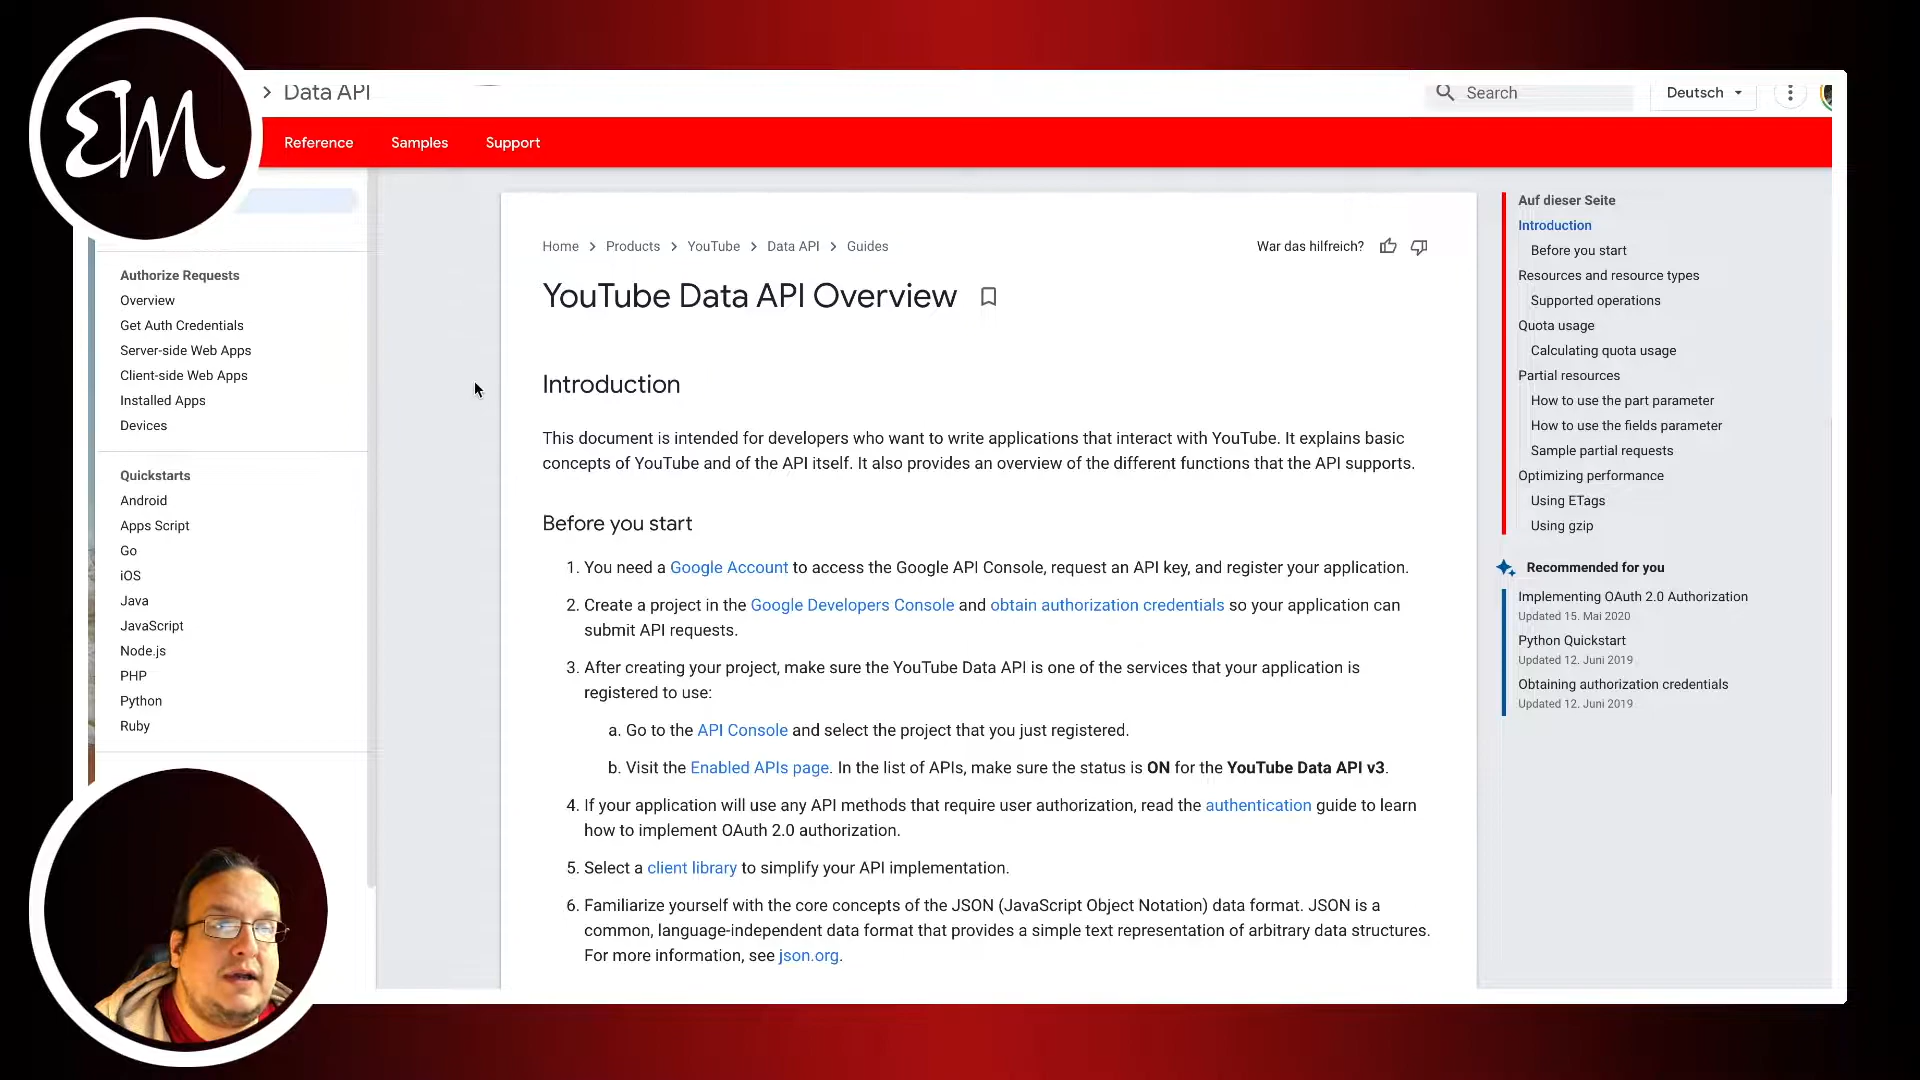 EM
Data API
Search
Deutsch
Reference Samples Support
Authorize Requests
Overview
Get Auth Credentials
Server-side Web Apps
Client-side Web Apps
Installed Apps
Devices
Quickstarts
Android
Apps Script
Go
iOS
Java
JavaScript
Node.js
PHP
Python
Ruby
Home > Products > YouTube > Data API > Guides
War das hilfreich?
YouTube Data API Overview
Introduction
This document is intended for developers who want to write applications that interact with YouTube. It explains basic
concepts of YouTube and of the API itself. It also provides an overview of the different functions that the API supports.
Before you start
1. You need a Google Account to access the Google API Console, request an API key, and register your application.
2. Create a project in the Google Developers Console and obtain authorization credentials so your application can
submit API requests.
3. After creating your project, make sure the YouTube Data API is one of the services that your application is
registered to use:
a. Go to the API Console and select the project that you just registered.
b. Visit the Enabled APIs page. In the list of APIs, make sure the status is ON for the YouTube Data API v3.
4. If your application will use any API methods that require user authorization, read the authentication guide to learn
how to implement OAuth 2.0 authorization.
5. Select a client library to simplify your API implementation.
6. Familiarize yourself with the core concepts of the JSON (JavaScript Object Notation) data format. JSON is a
common, language-independent data format that provides a simple text representation of arbitrary data structures.
For more information, see json.org.
Auf dieser Seite
Introduction
Before you start
Resources and resource types
Supported operations
Quota usage
Calculating quota usage
Partial resources
How to use the part parameter
How to use the fields parameter
Sample partial requests
Optimizing performance
Using ETags
Using gzip
Recommended for you
Implementing OAuth 2.0 Authorization
Updated 15. Mai 2020
Python Quickstart
Updated 12. Juni 2019
Obtaining authorization credentials
Updated 12. Juni 2019